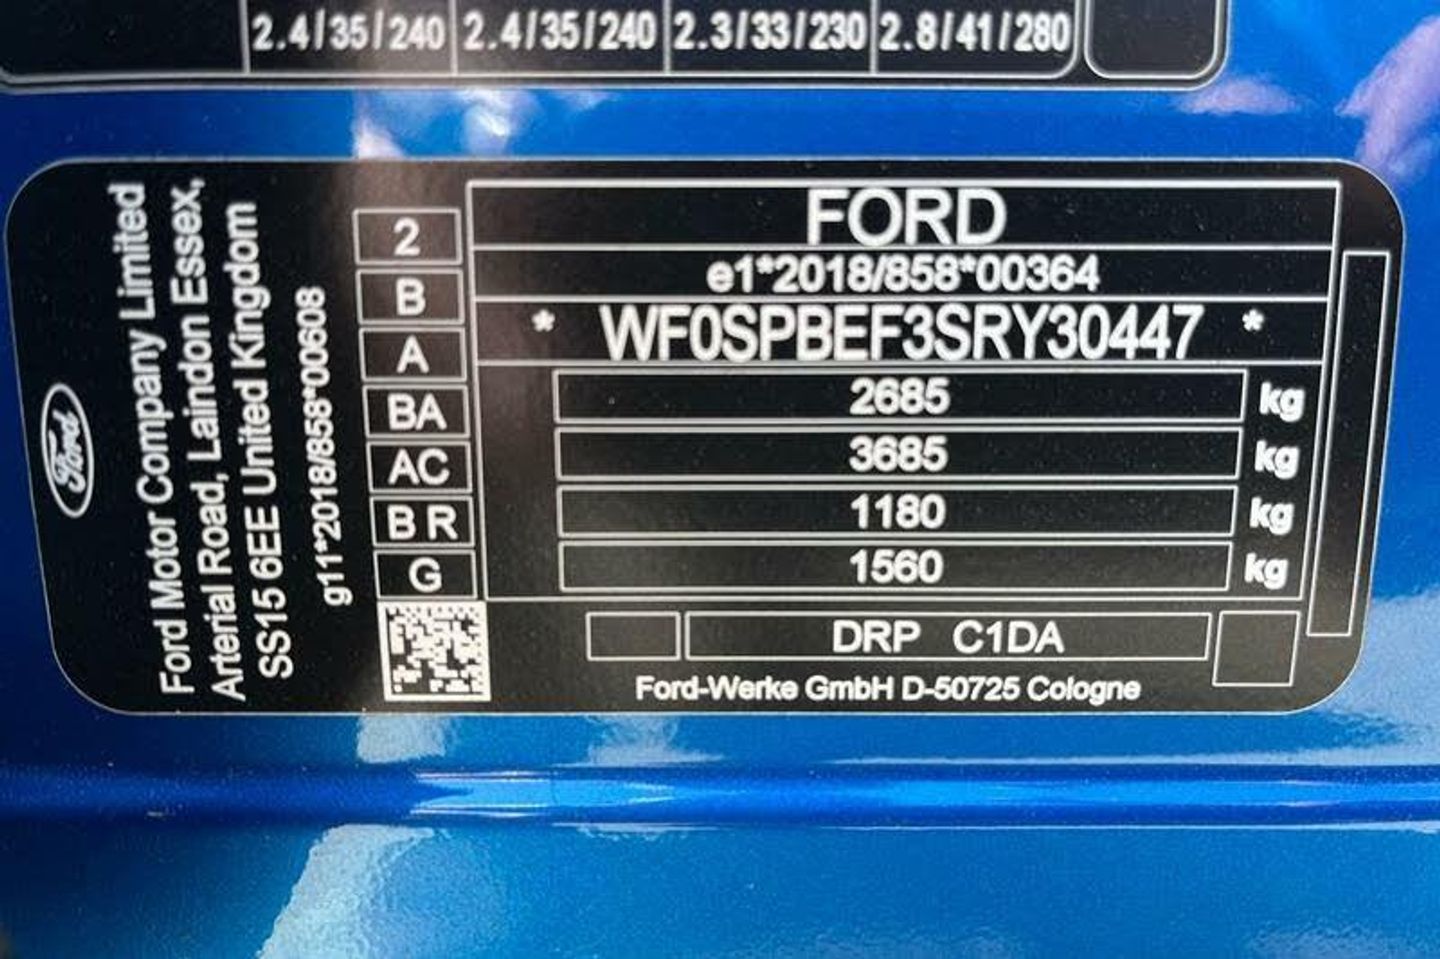 2.4/35/240 2.4/35/240 2.3/33/230 2.8/41/280
Ford
Ford Motor Company Limited
Arterial Road, Laindon Essex,
SS15 6EE United Kingdom
g11*2018/858*00608
2
B
A
BA
AC
B R
G
FORD
e1*2018/858*00364
* WF0SPBEF3SRY30447 *
2685 kg
3685 kg
1180 kg
1560 kg
DRP C1DA
Ford-Werke GmbH D-50725 Cologne